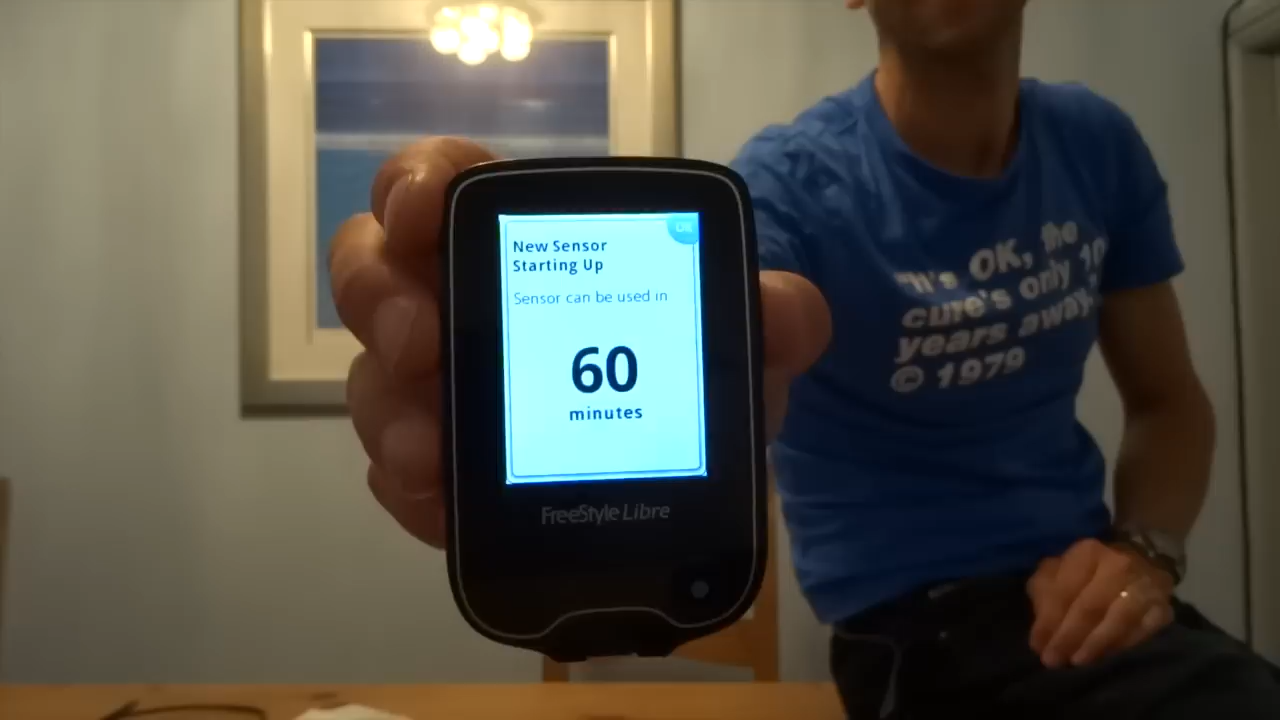 OK
New Sensor
Starting Up
Sensor can be used in
60
minutes
FreeStyle Libre
"It's OK, the
cure's only 10
years away."
© 1979